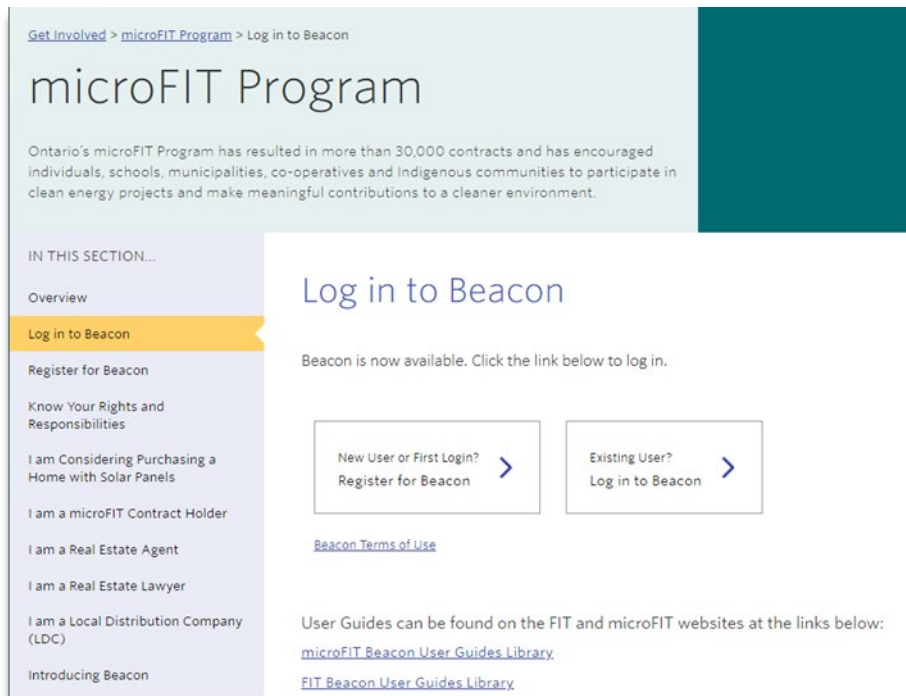 Get Involved > microFIT Program > Log in to Beacon
microFIT Program
Ontario's microFIT Program has resulted in more than 30,000 contracts and has encouraged
individuals, schools, municipalities, co-operatives and Indigenous communities to participate in
clean energy projects and make meaningful contributions to a cleaner environment.
IN THIS SECTION...
Overview
Log in to Beacon
Register for Beacon
Know Your Rights and
Responsibilities
I am Considering Purchasing a
Home with Solar Panels
I am a microFIT Contract Holder
I am a Real Estate Agent
I am a Real Estate Lawyer
I am a Local Distribution Company
(LDC)
Introducing Beacon
Log in to Beacon
Beacon is now available. Click the link below to log in.
New User or First Login?
Register for Beacon
Existing User?
Log in to Beacon
Beacon Terms of Use
User Guides can be found on the FIT and microFIT websites at the links below:
microFIT Beacon User Guides Library
FIT Beacon User Guides Library